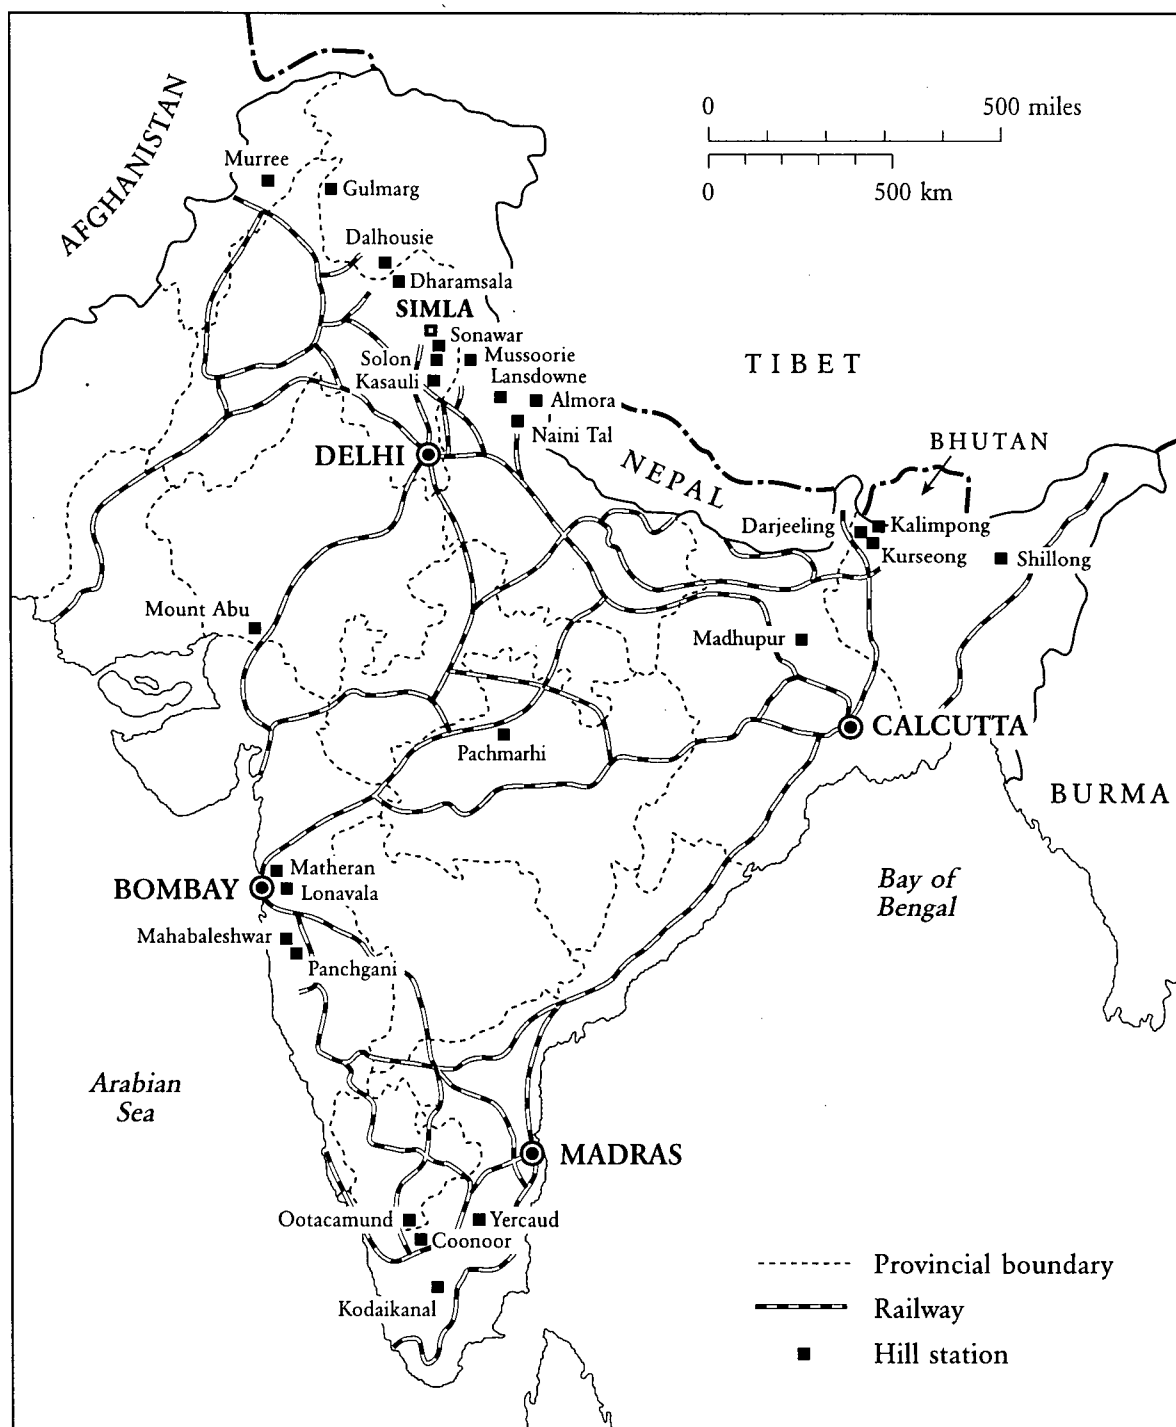 0 500 miles
0 500 km
AFGHANISTAN
Murree
Gulmarg
Dalhousie
Dharamsala
SIMLA
Sonawar
Solon
Mussoorie
Kasauli
Lansdowne
Almora
Naini Tal
TIBET
DELHI
NEPAL
BHUTAN
Darjeeling
Kalimpong
Kurseong
Shillong
Mount Abu
Madhupur
CALCUTTA
Pachmarhi
BURMA
Matheran
BOMBAY
Lonavala
Bay of
Bengal
Mahabaleshwar
Panchgani
Arabian
Sea
MADRAS
Ootacamund
Yercaud
Coonoor
Kodaikanal
Provincial boundary
Railway
Hill station